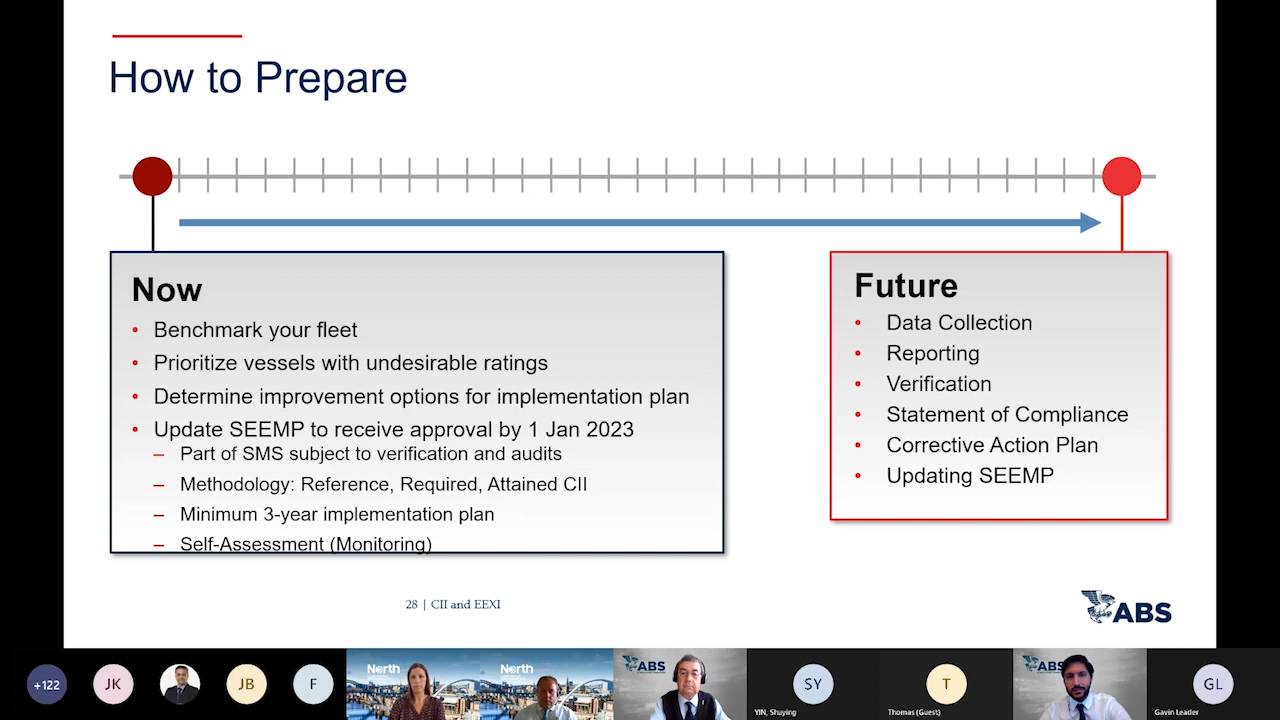 How to Prepare
Now
Benchmark your fleet
Prioritize vessels with undesirable ratings
Determine improvement options for implementation plan
Update SEEMP to receive approval by 1 Jan 2023
– Part of SMS subject to verification and audits
– Methodology: Reference, Required, Attained CII
– Minimum 3-year implementation plan
– Self-Assessment (Monitoring)
Future
Data Collection
Reporting
Verification
Statement of Compliance
Corrective Action Plan
Updating SEEMP
28 | CII and EEXI
ABS
+122
JK
JB
F
North
North
ABS
SY
YIN, Shuying
T
Thomas (Guest)
ABS
GL
Gavin Leader